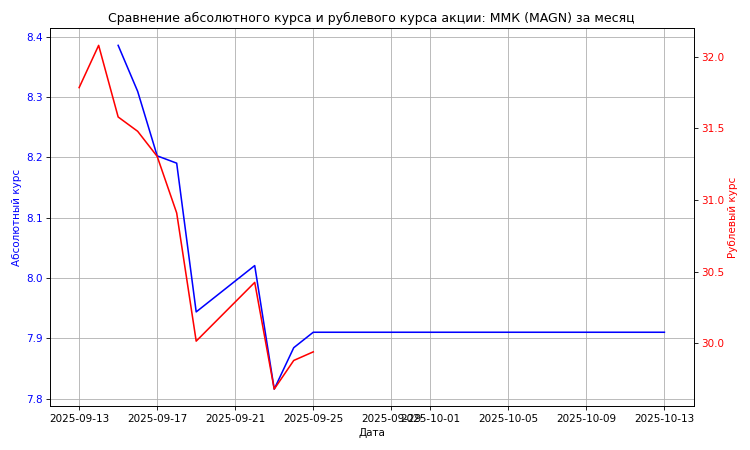 Сравнение абсолютного курса и рублевого курса акции: ММК (MAGN) за месяц
8.4
8.3
8.2
8.1
8.0
7.9
7.8
Абсолютный курс
32.0
31.5
31.0
30.5
30.0
Рублевый курс
2025-09-13 2025-09-17 2025-09-21 2025-09-25 2025-09-29 2025-10-01 2025-10-05 2025-10-09 2025-10-13
Дата